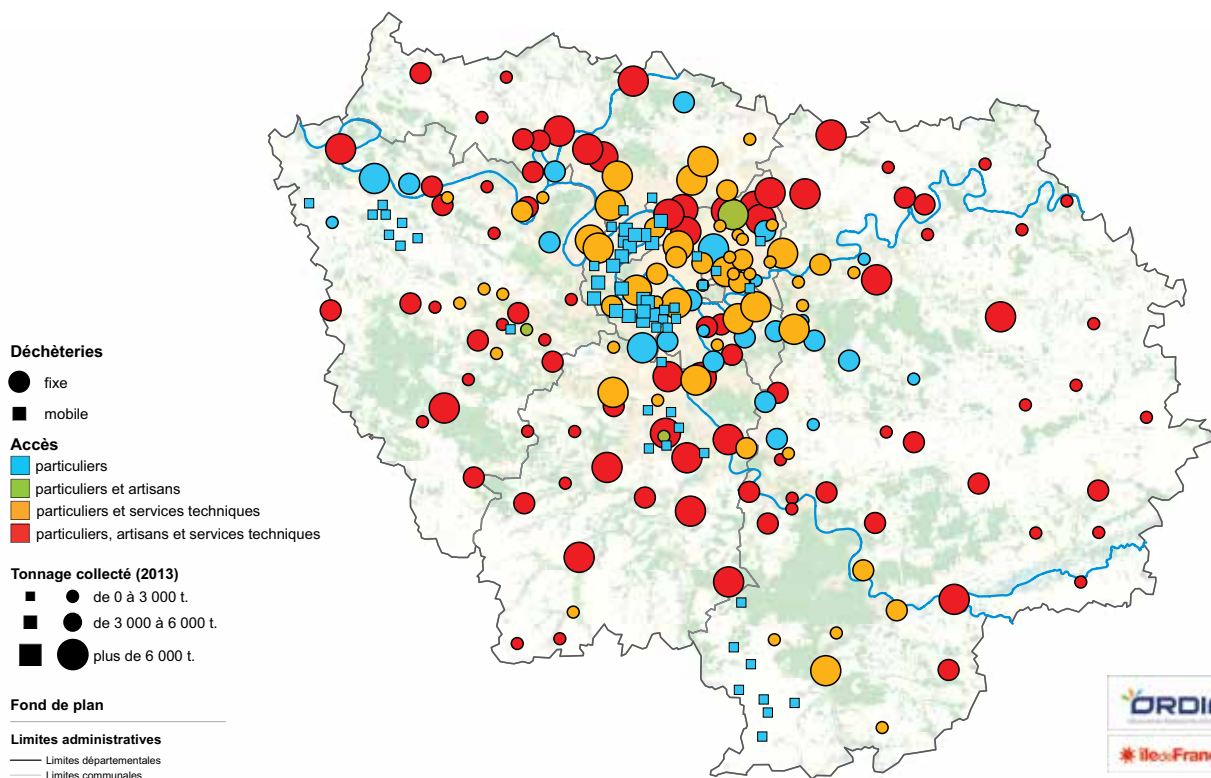 Déchèteries
fixe
mobile
Accès
particuliers
particuliers et artisans
particuliers et services techniques
particuliers, artisans et services techniques
Tonnage collecté (2013)
de 0 à 3 000 t.
de 3 000 à 6 000 t.
plus de 6 000 t.
Fond de plan
Limites administratives
Limites départementales
Limites communales
îledeFranc